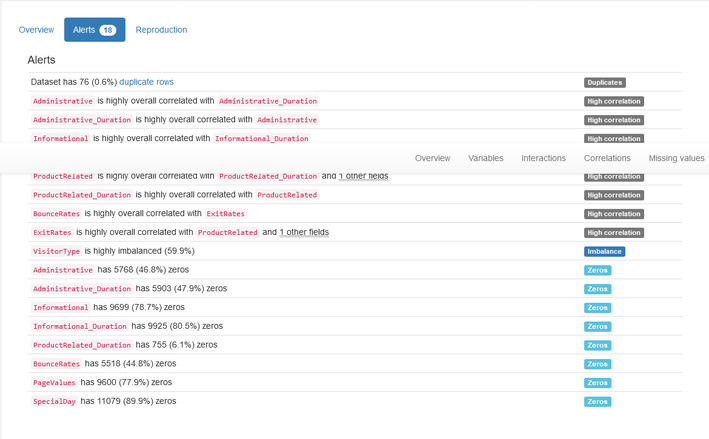 Overview Alerts 18 Reproduction
Alerts
Dataset has 76 (0.6%) duplicate rows Duplicates
Administrative is highly overall correlated with Administrative_Duration High correlation
Administrative_Duration is highly overall correlated with Administrative High correlation
Informational is highly overall correlated with Informational_Duration High correlation
Overview Variables Interactions Correlations Missing values
ProductRelated is highly overall correlated with ProductRelated_Duration and 1 other fields High correlation
ProductRelated_Duration is highly overall correlated with ProductRelated High correlation
BounceRates is highly overall correlated with ExitRates High correlation
ExitRates is highly overall correlated with ProductRelated and 1 other fields High correlation
VisitorType is highly imbalanced (59.9%) Imbalance
Administrative has 5768 (46.8%) zeros Zeros
Administrative_Duration has 5903 (47.9%) zeros Zeros
Informational has 9699 (78.7%) zeros Zeros
Informational_Duration has 9925 (80.5%) zeros Zeros
ProductRelated_Duration has 755 (6.1%) zeros Zeros
BounceRates has 5518 (44.8%) zeros Zeros
PageValues has 9600 (77.9%) zeros Zeros
SpecialDay has 11079 (89.9%) zeros Zeros